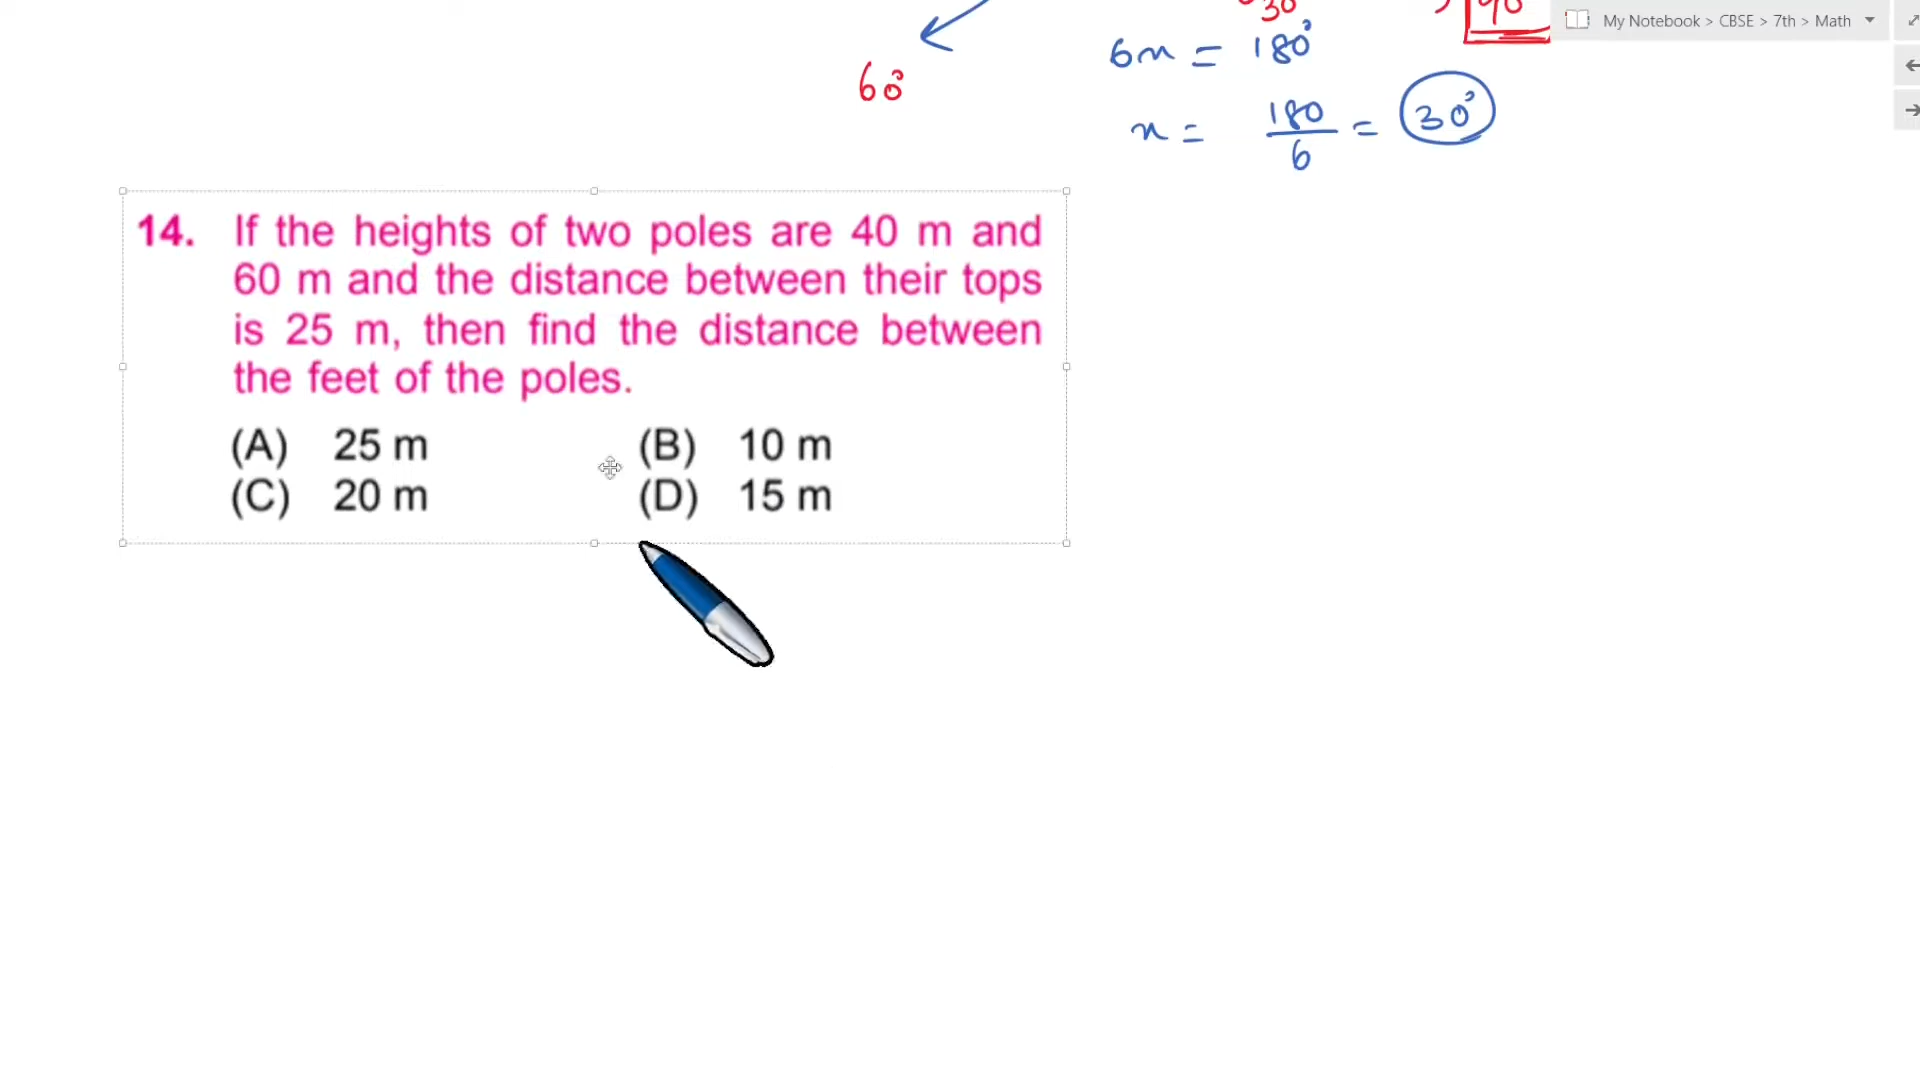 30
90
My Notebook > CBSE > 7th > Math
6x = 180°
60°
x = 180/6 = 30°
14. If the heights of two poles are 40 m and
60 m and the distance between their tops
is 25 m, then find the distance between
the feet of the poles.
(A) 25 m (B) 10 m
(C) 20 m (D) 15 m